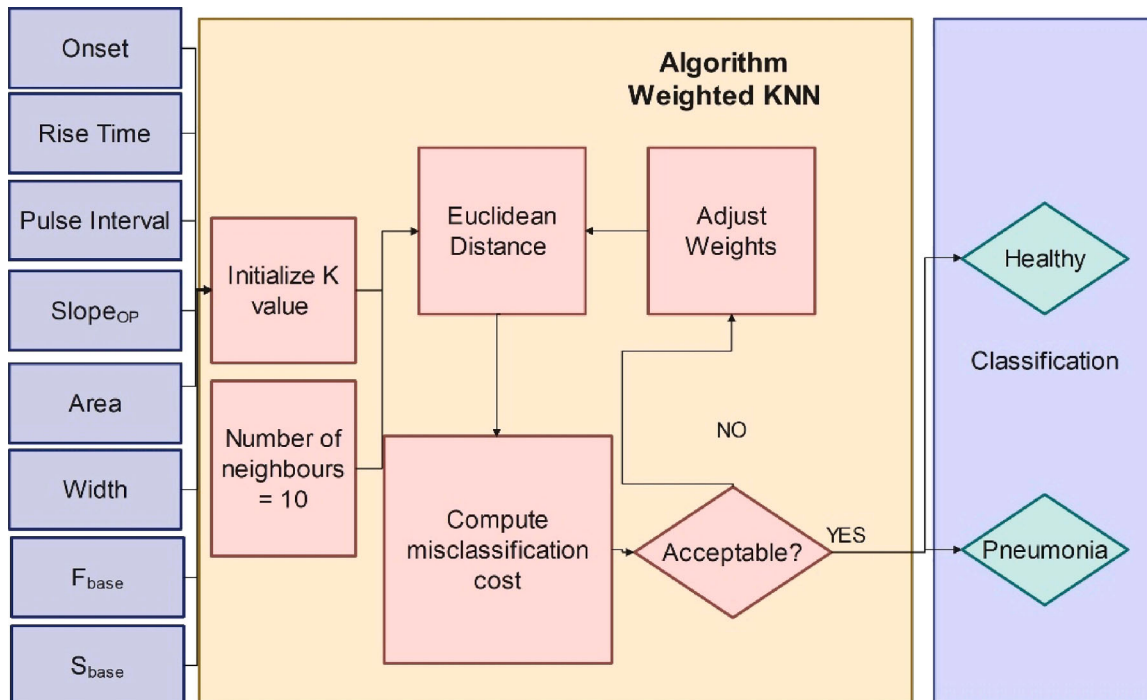 Onset
Rise Time
Pulse Interval
SlopeOP
Area
Width
Fbase
Sbase
Algorithm
Weighted KNN
Initialize K
value
Number of
neighbours
= 10
Euclidean
Distance
Adjust
Weights
Compute
misclassification
cost
Acceptable?
NO
YES
Healthy
Classification
Pneumonia